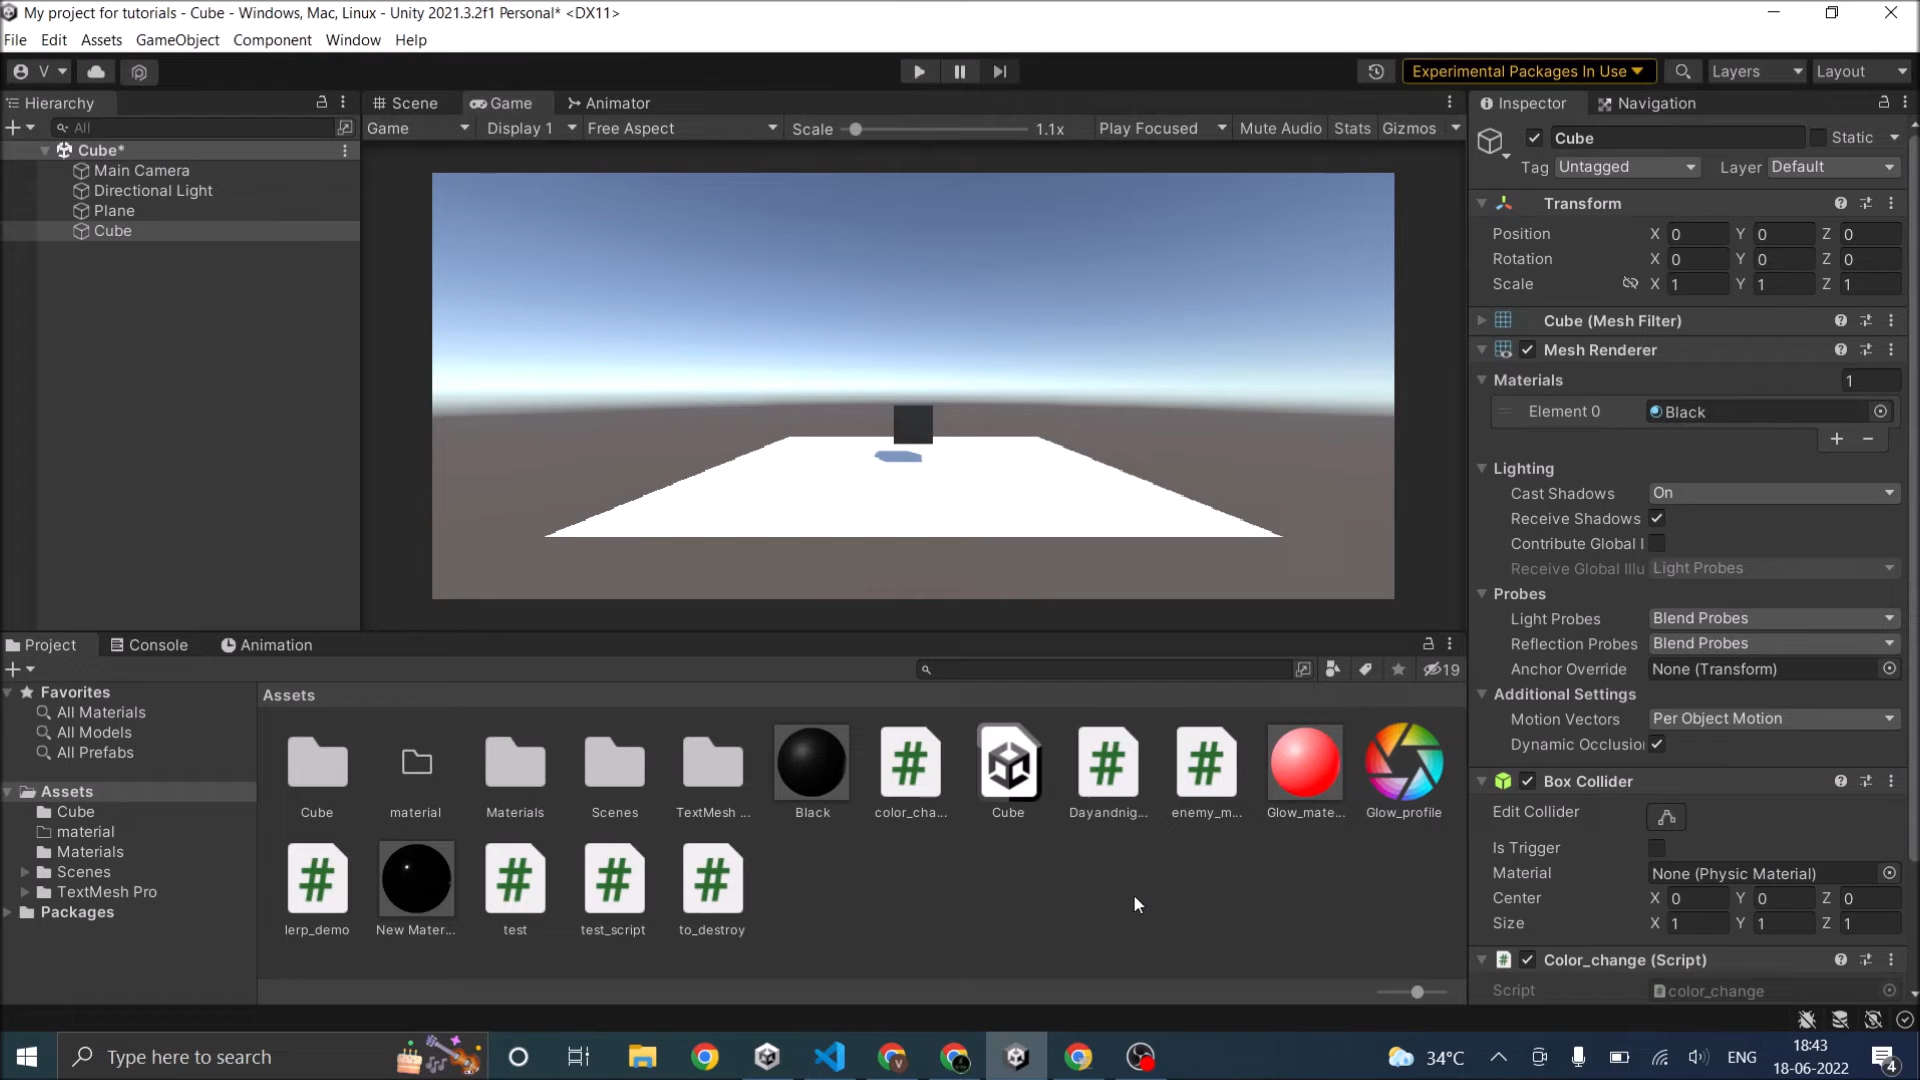 My project for tutorials - Cube - Windows, Mac, Linux - Unity 2021.3.2f1 Personal* <DX11>
File Edit Assets GameObject Component Window Help
V Experimental Packages In Use Layers Layout
Hierarchy
All
Cube*
Main Camera
Directional Light
Plane
Cube
Scene Game Animator
Game Display 1 Free Aspect Scale 1.1x Play Focused Mute Audio Stats Gizmos
Inspector Navigation
Cube Static
Tag Untagged Layer Default
Transform
Position X 0 Y 0 Z 0
Rotation X 0 Y 0 Z 0
Scale X 1 Y 1 Z 1
Cube (Mesh Filter)
Mesh Renderer
Materials 1
Element 0 Black
+ −
Lighting
Cast Shadows On
Receive Shadows
Contribute Global I
Receive Global Illu Light Probes
Probes
Light Probes Blend Probes
Reflection Probes Blend Probes
Anchor Override None (Transform)
Additional Settings
Motion Vectors Per Object Motion
Dynamic Occlusion
Box Collider
Edit Collider
Is Trigger
Material None (Physic Material)
Center X 0 Y 0 Z 0
Size X 1 Y 1 Z 1
Color_change (Script)
Script color_change
Project Console Animation
19
Favorites
All Materials
All Models
All Prefabs
Assets
Cube
material
Materials
Scenes
TextMesh Pro
Packages
Assets
Cube material Materials Scenes TextMesh ... Black color_cha... Cube Dayandnig... enemy_m... Glow_mate... Glow_profile
lerp_demo New Mater... test test_script to_destroy
Type here to search
34°C ENG
18:43
18-06-2022
4